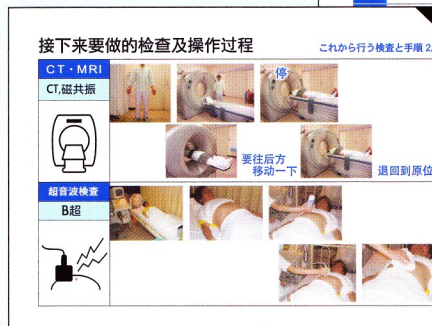 接下来要做的检查及操作过程
これから行う検査と手順 2.
CT・MRI
CT,磁共振
停
要往后方
移动一下
退回到原位
超音波検査
B超